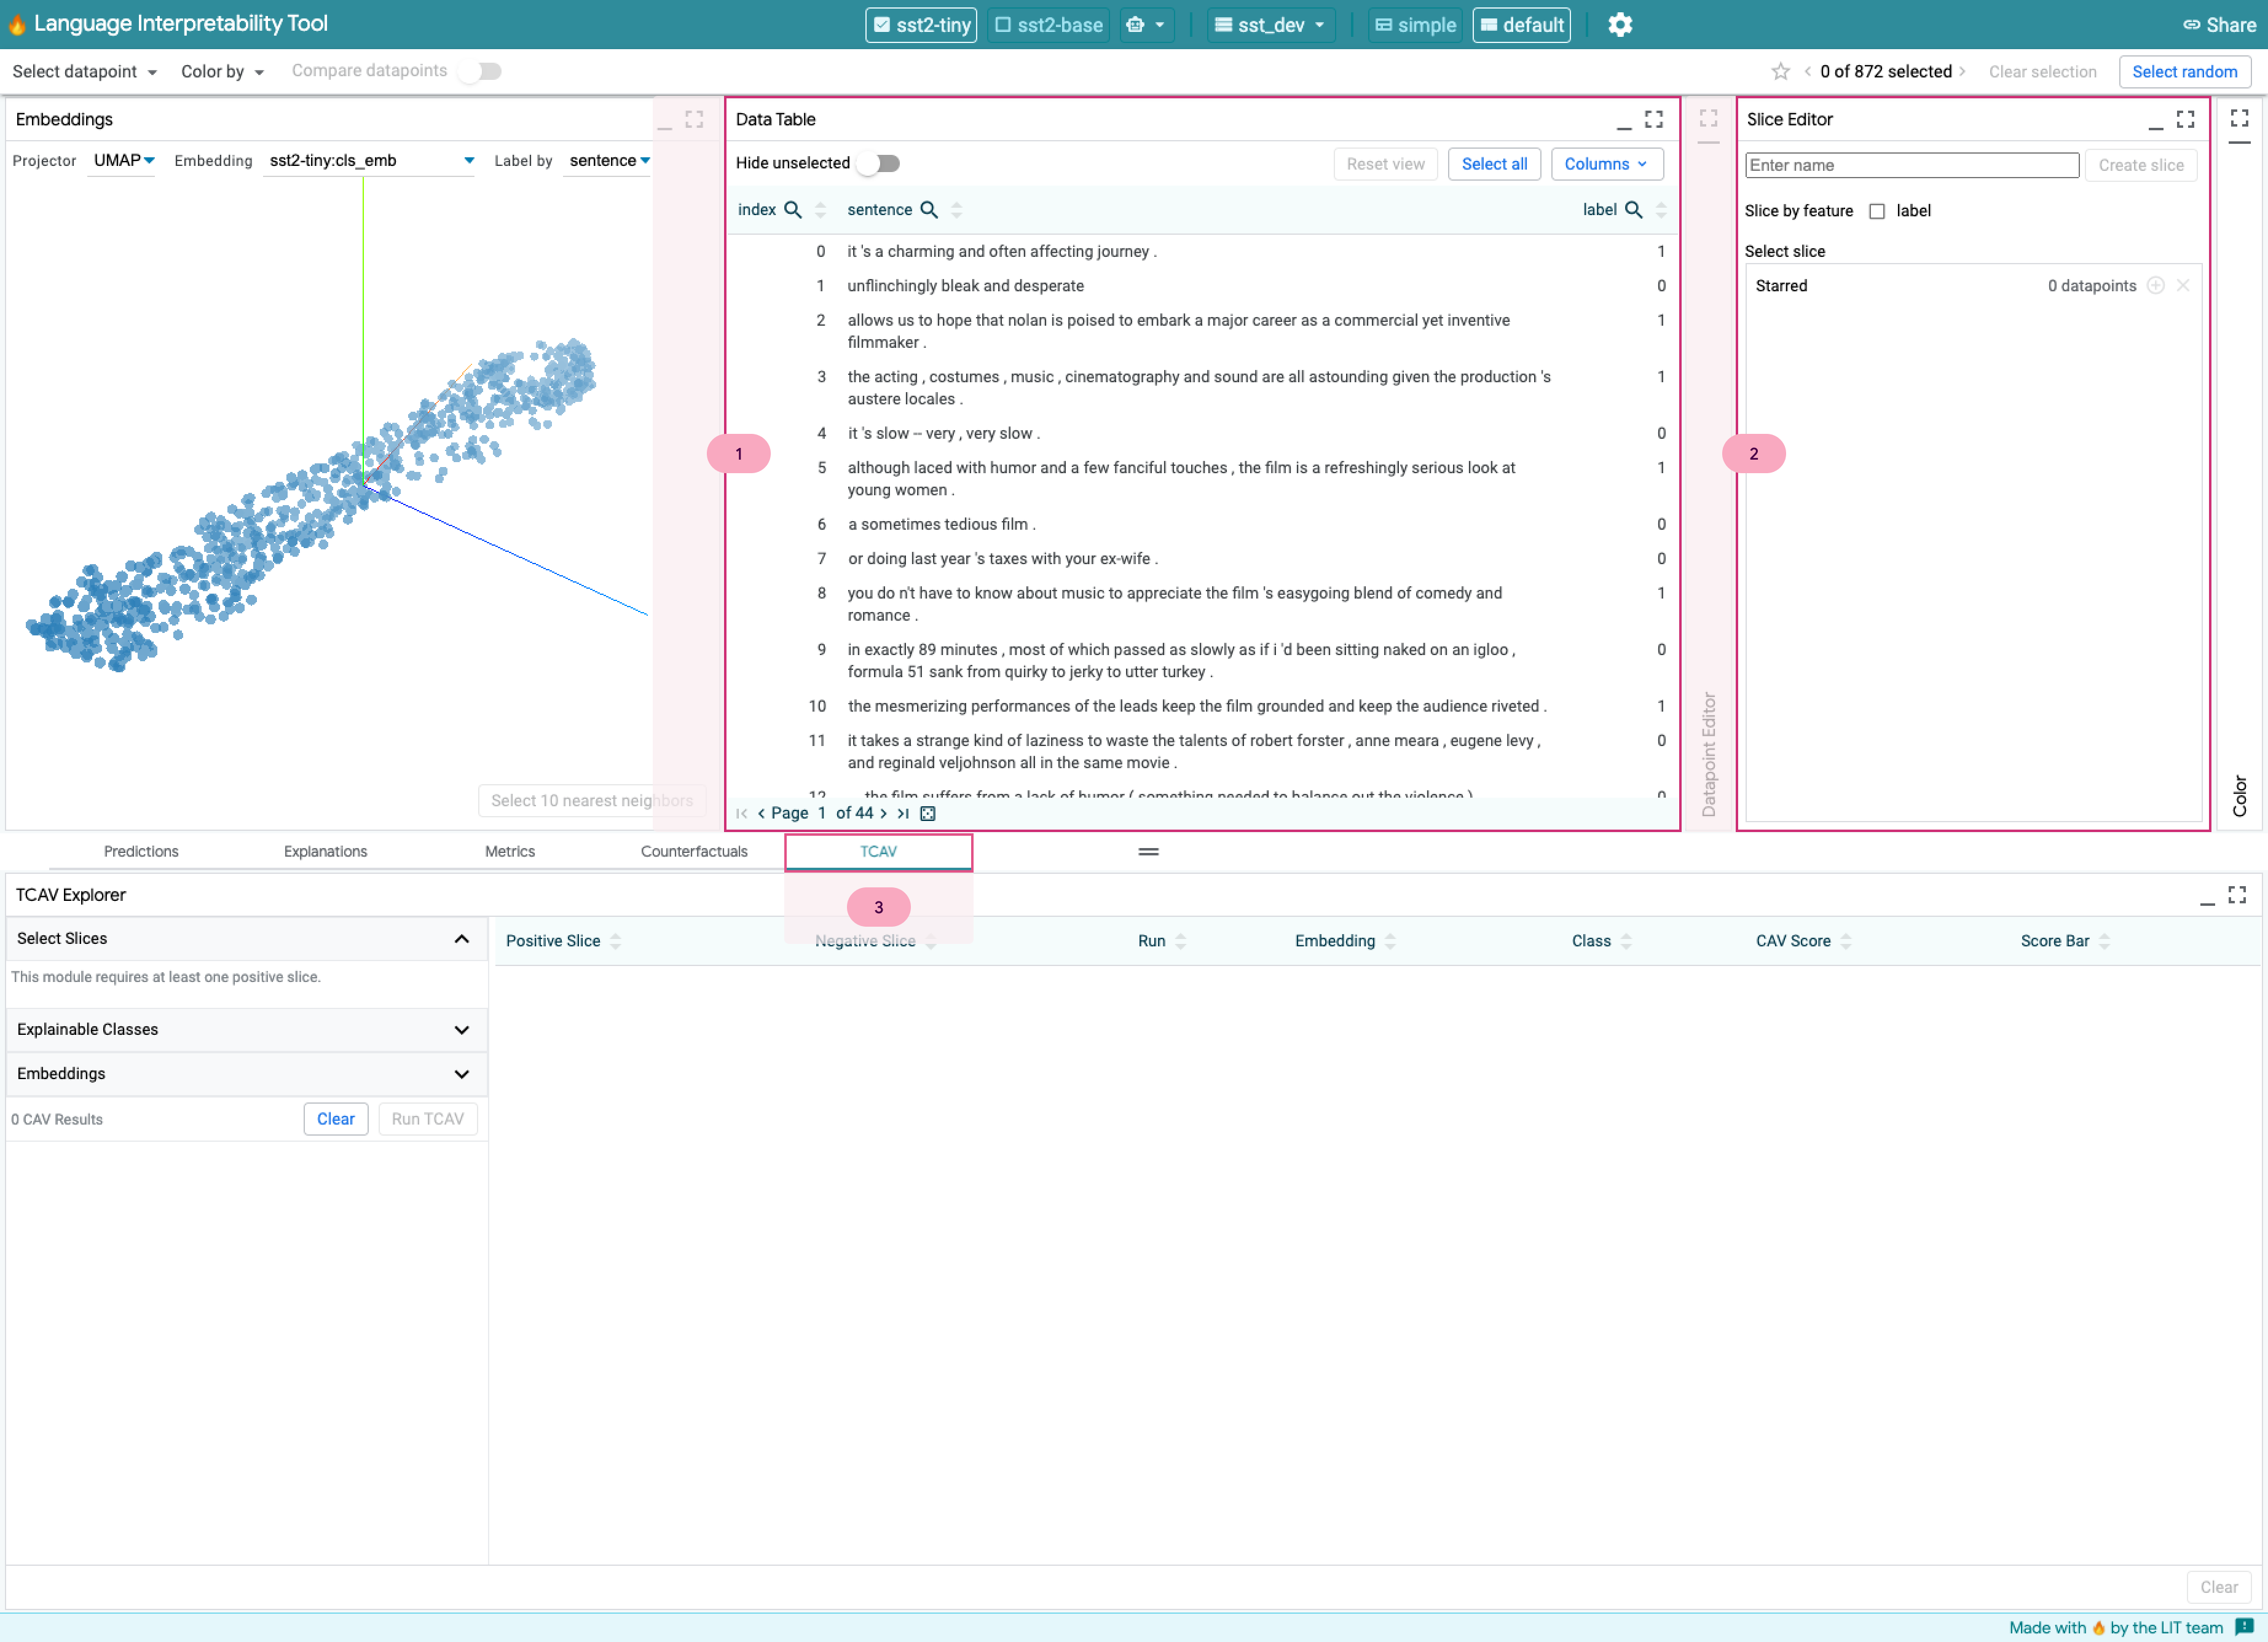 Language Interpretability Tool
sst2-tiny
sst2-base
sst_dev
simple
default
Share
Select datapoint
Color by
Compare datapoints
0 of 872 selected
Clear selection
Select random
Embeddings
Projector UMAP Embedding sst2-tiny:cls_emb Label by sentence
Select 10 nearest neighbors
Data Table
Hide unselected
Reset view
Select all
Columns
index sentence label
0 it 's a charming and often affecting journey . 1
1 unflinchingly bleak and desperate 0
2 allows us to hope that nolan is poised to embark a major career as a commercial yet inventive 1
filmmaker .
3 the acting , costumes , music , cinematography and sound are all astounding given the production 's 1
austere locales .
4 it 's slow -- very , very slow . 0
5 although laced with humor and a few fanciful touches , the film is a refreshingly serious look at 1
young women .
6 a sometimes tedious film . 0
7 or doing last year 's taxes with your ex-wife . 0
8 you do n't have to know about music to appreciate the film 's easygoing blend of comedy and 1
romance .
9 in exactly 89 minutes , most of which passed as slowly as if i 'd been sitting naked on an igloo , 0
formula 51 sank from quirky to jerky to utter turkey .
10 the mesmerizing performances of the leads keep the film grounded and keep the audience riveted . 1
11 it takes a strange kind of laziness to waste the talents of robert forster , anne meara , eugene levy , 0
and reginald veljohnson all in the same movie .
12 ... the film suffers from a lack of humor ( something needed to balance out the violence ) 0
Page 1 of 44
1
Datapoint Editor
Slice Editor
Enter name
Create slice
Slice by feature label
Select slice
Starred 0 datapoints
2
Color
Predictions
Explanations
Metrics
Counterfactuals
TCAV
3
TCAV Explorer
Select Slices
This module requires at least one positive slice.
Explainable Classes
Embeddings
0 CAV Results
Clear
Run TCAV
Positive Slice Negative Slice Run Embedding Class CAV Score Score Bar
Clear
Made with 🔥 by the LIT team